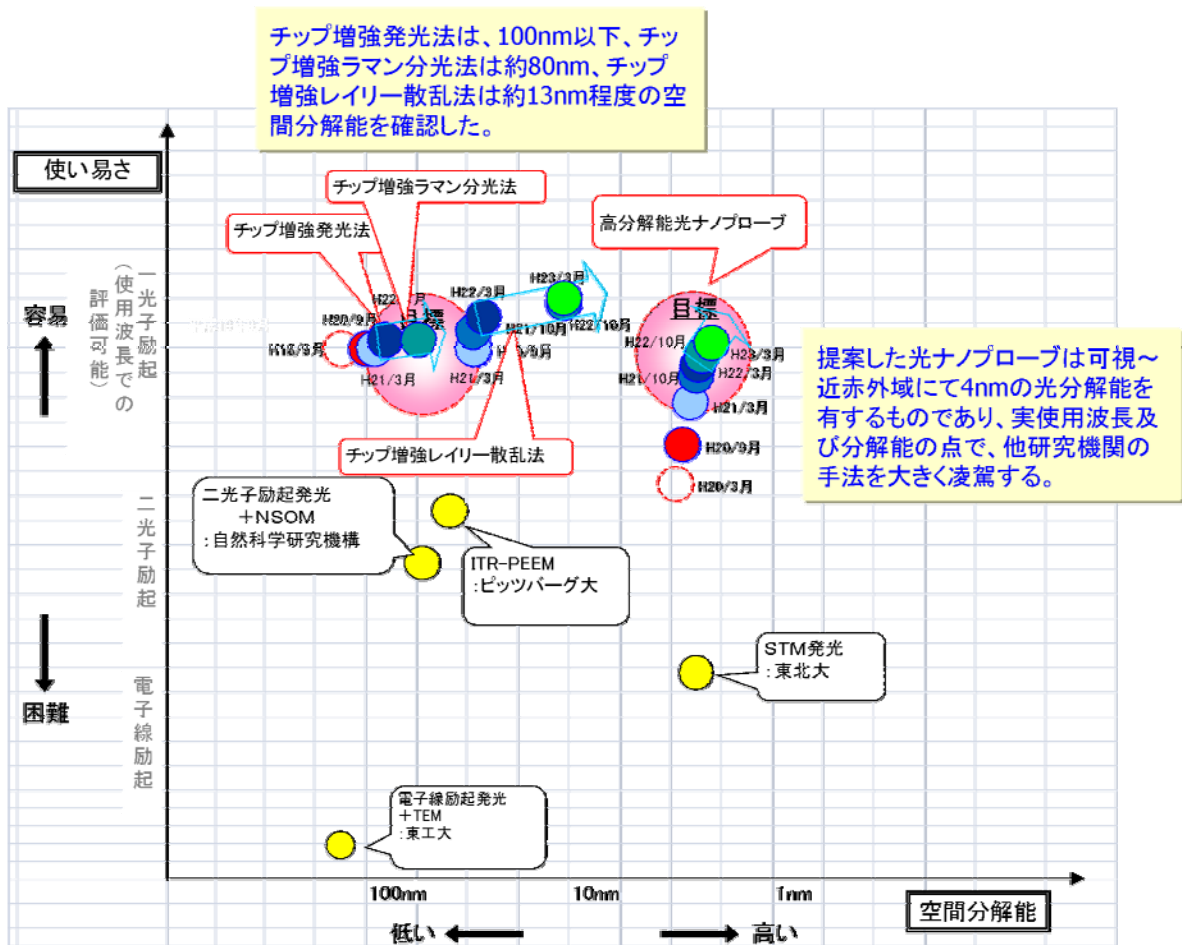 チップ増強発光法は、100nm以下、チッ
プ増強ラマン分光法は約80nm、チップ
増強レイリー散乱法は約13nm程度の空
間分解能を確認した。
使い易さ
チップ増強ラマン分光法
チップ増強発光法
高分解能光ナノプローブ
容易
一光子励起
(使用波長での
評価可能)
目標
H20/9月
H21/3月
H22/3月
H23/3月
H21/10月
H22/10月
H21/3月
目標
H22/10月
H23/3月
H21/10月
H22/3月
H21/3月
H20/9月
H20/3月
提案した光ナノプローブは可視～
近赤外域にて4nmの光分解能を
有するものであり、実使用波長及
び分解能の点で、他研究機関の
手法を大きく凌駕する。
チップ増強レイリー散乱法
二光子励起
二光子励起発光
＋NSOM
:自然科学研究機構
ITR-PEEM
:ピッツバーグ大
STM発光
:東北大
困難
電子線励起
電子線励起発光
＋TEM
:東工大
100nm
10nm
1nm
空間分解能
低い
高い